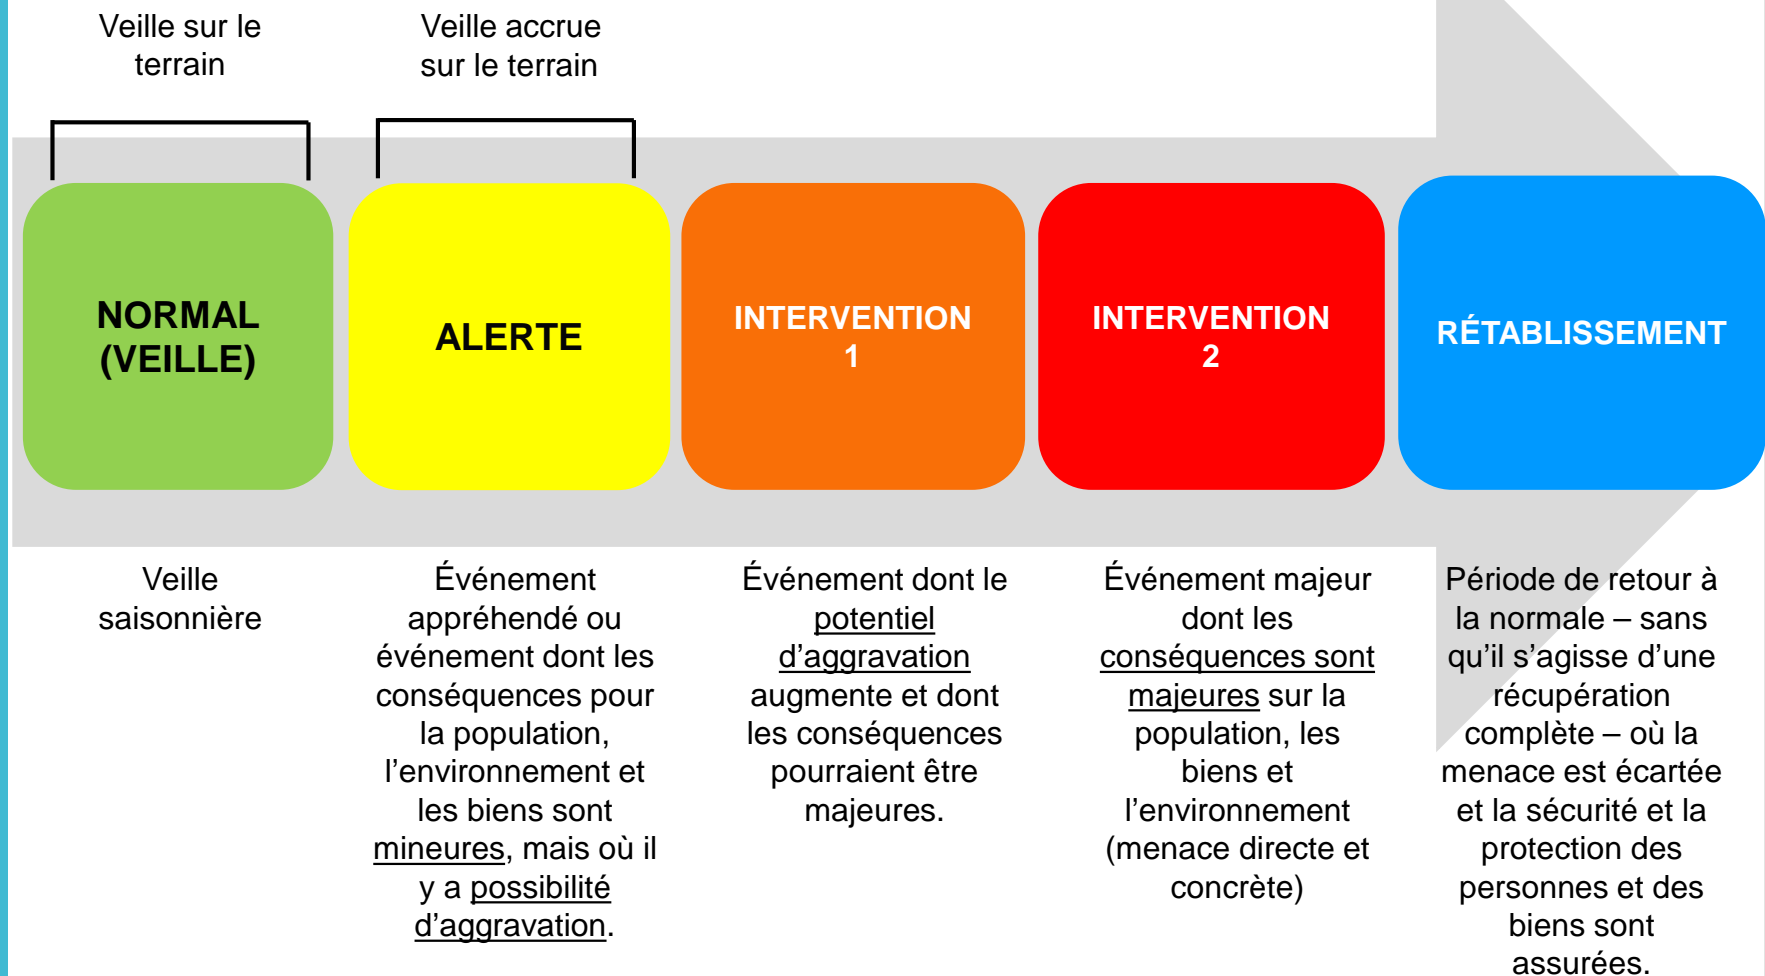 Veille sur le
terrain
Veille accrue
sur le terrain
NORMAL
(VEILLE)
ALERTE
INTERVENTION
1
INTERVENTION
2
RÉTABLISSEMENT
Veille
saisonnière
Événement
appréhendé ou
événement dont les
conséquences pour
la population,
l’environnement et
les biens sont
mineures, mais où il
y a possibilité
d’aggravation.
Événement dont le
potentiel
d’aggravation
augmente et dont
les conséquences
pourraient être
majeures.
Événement majeur
dont les
conséquences sont
majeures sur la
population, les
biens et
l’environnement
(menace directe et
concrète)
Période de retour à
la normale – sans
qu’il s’agisse d’une
récupération
complète – où la
menace est écartée
et la sécurité et la
protection des
personnes et des
biens sont
assurées.